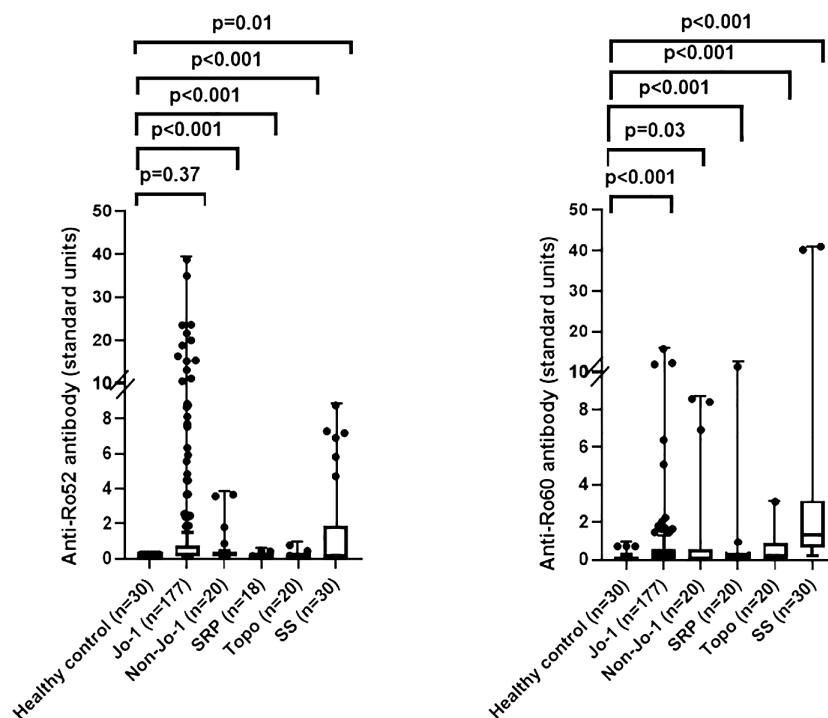 p=0.01
p<0.001
p<0.001
p<0.001
p=0.37
Anti-Ro52 antibody (standard units)
50
40
30
20
10
8
6
4
2
0
Healthy control (n=30)
Jo-1 (n=177)
Non-Jo-1 (n=20)
SRP (n=18)
Topo (n=20)
SS (n=30)
p<0.001
p<0.001
p<0.001
p=0.03
p<0.001
Anti-Ro60 antibody (standard units)
50
40
30
20
10
8
6
4
2
0
Healthy control (n=30)
Jo-1 (n=177)
Non-Jo-1 (n=20)
SRP (n=20)
Topo (n=20)
SS (n=30)